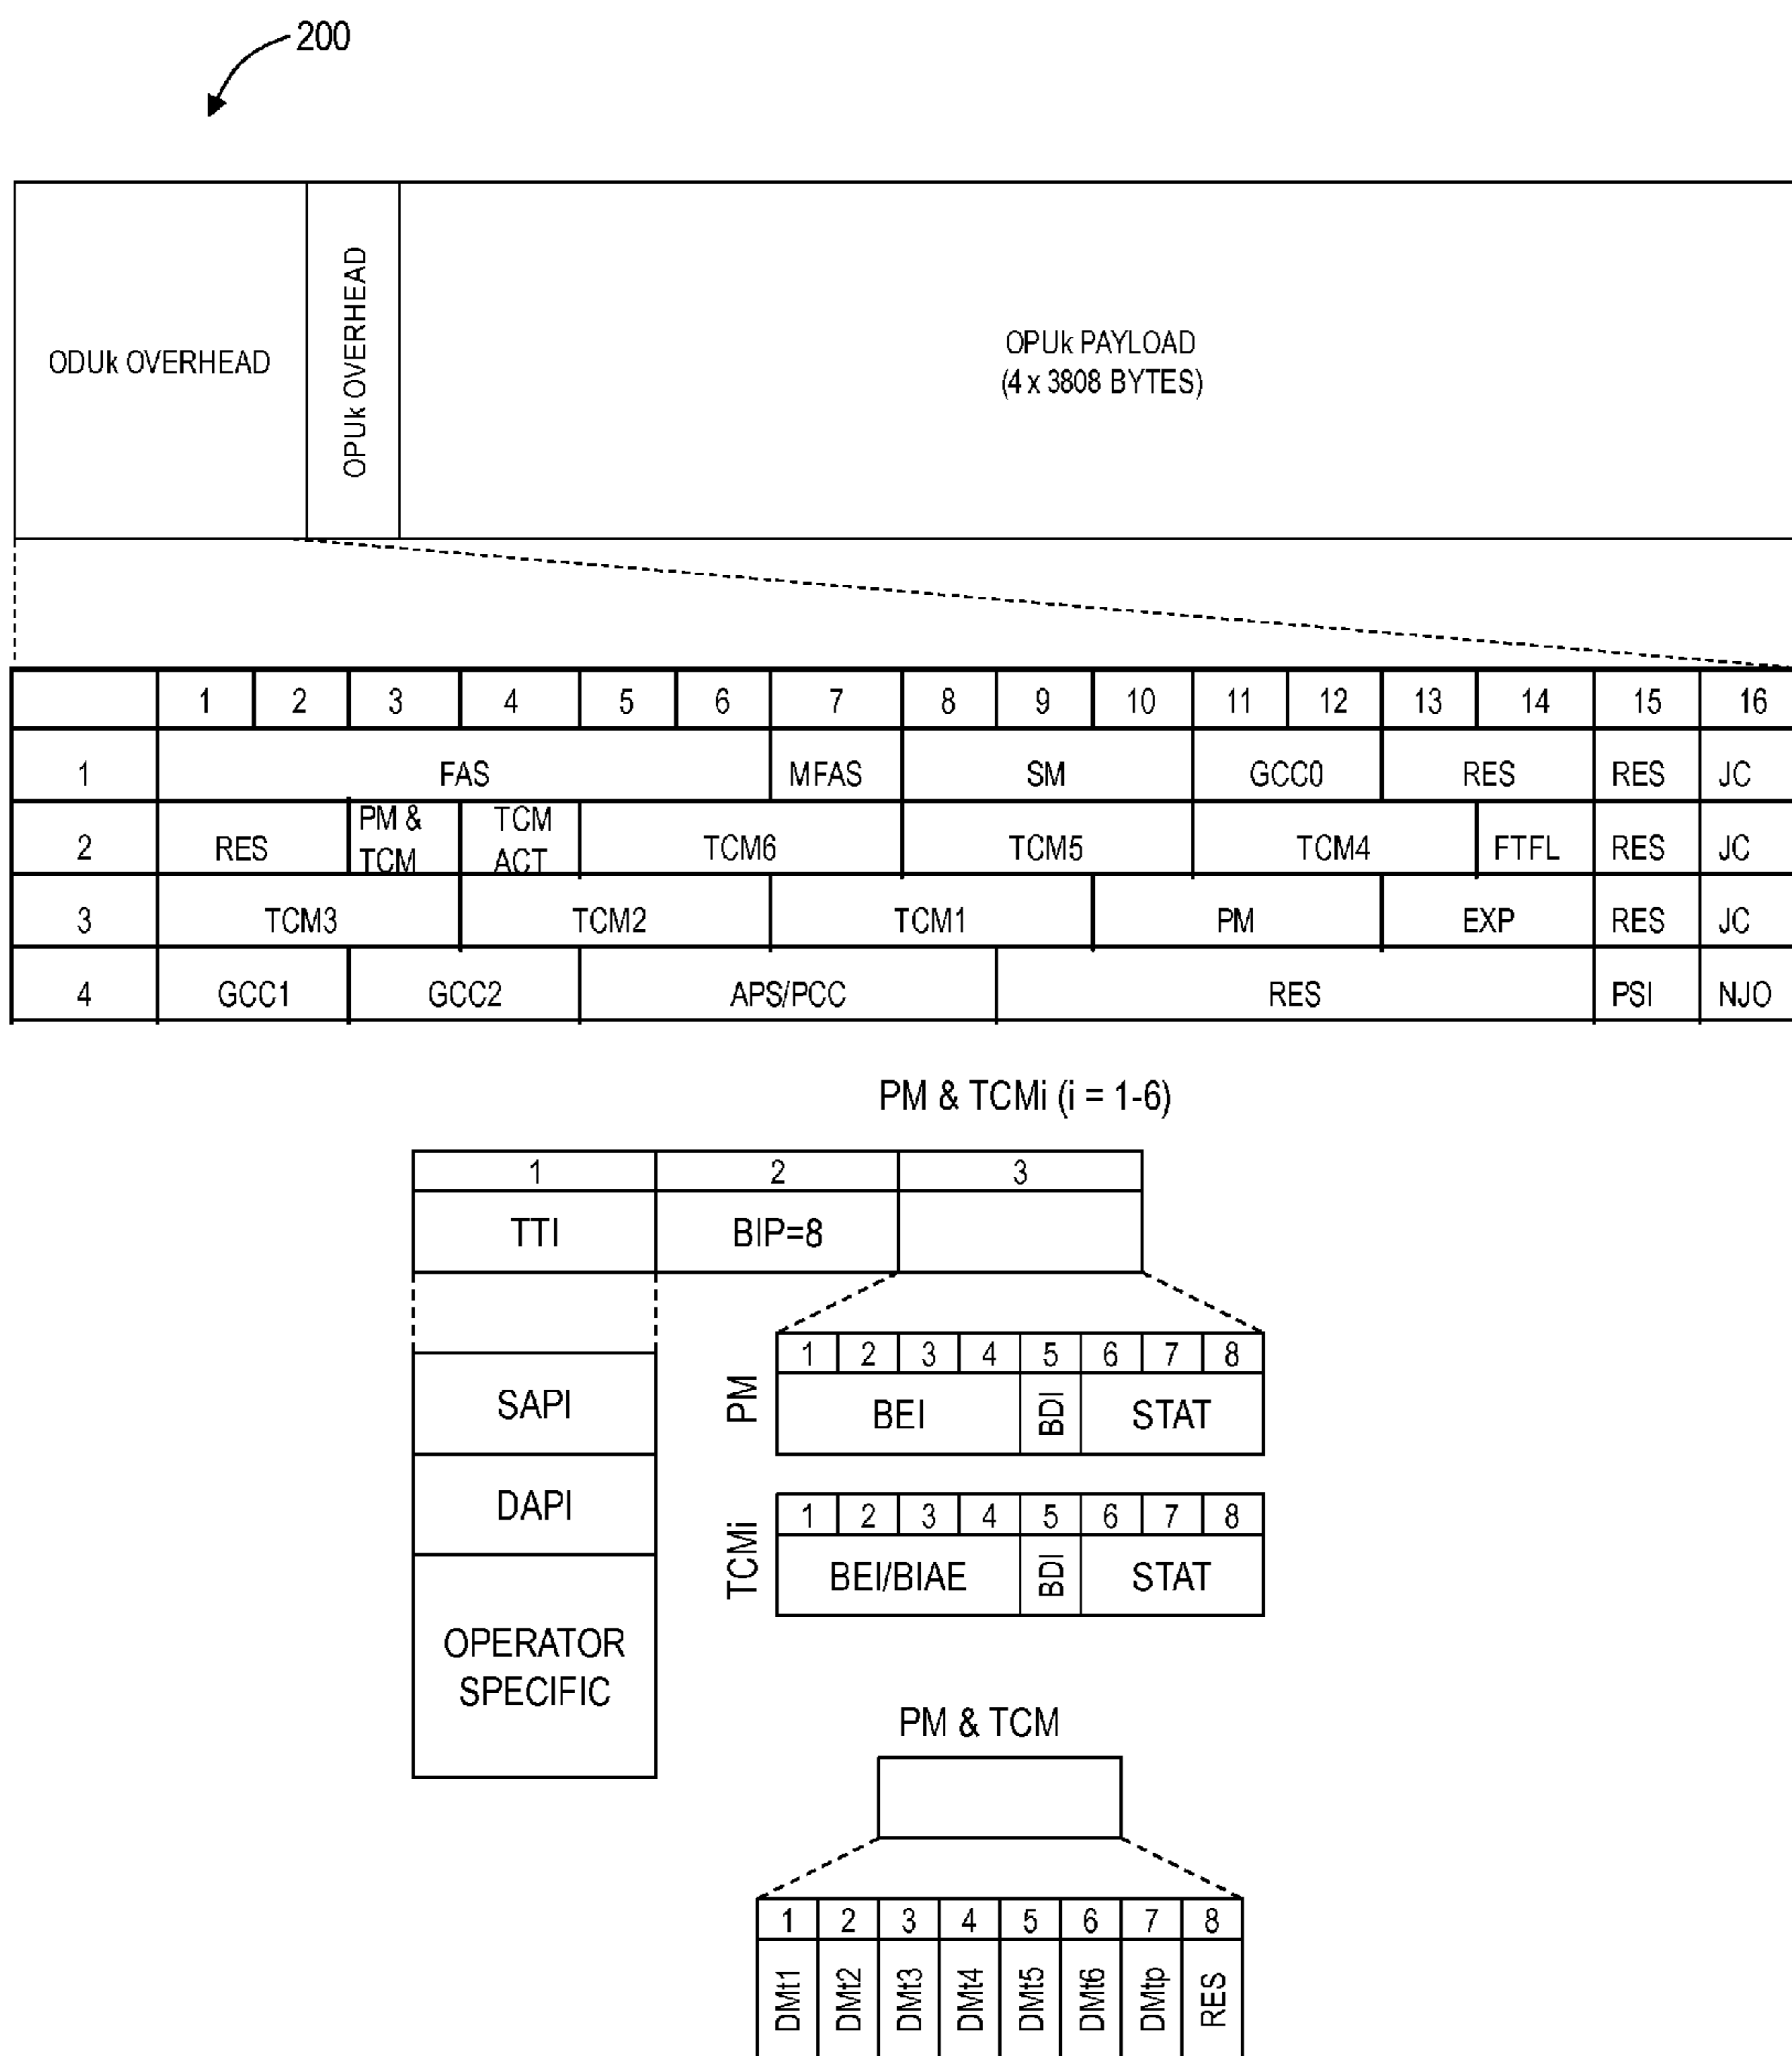 200
ODUk OVERHEAD
OPUk OVERHEAD
OPUk PAYLOAD
(4 x 3808 BYTES)
1 2 3 4 5 6 7 8 9 10 11 12 13 14 15 16
1 FAS MFAS SM GCC0 RES RES JC
2 RES PM & TCM TCM ACT TCM6 TCM5 TCM4 FTFL RES JC
3 TCM3 TCM2 TCM1 PM EXP RES JC
4 GCC1 GCC2 APS/PCC RES PSI NJO
PM & TCMi (i = 1-6)
1 2 3
TTI BIP=8
SAPI
DAPI
OPERATOR
SPECIFIC
PM
1 2 3 4 5 6 7 8
BEI BDI STAT
TCMi
1 2 3 4 5 6 7 8
BEI/BIAE BDI STAT
PM & TCM
1 2 3 4 5 6 7 8
DMt1 DMt2 DMt3 DMt4 DMt5 DMt6 DMtp RES